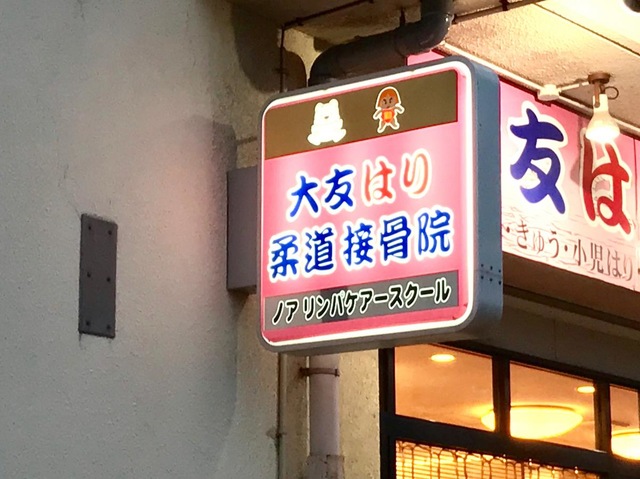 大友はり
柔道接骨院
ノア リンパケアースクール
友は
・きゅう・小児はり・